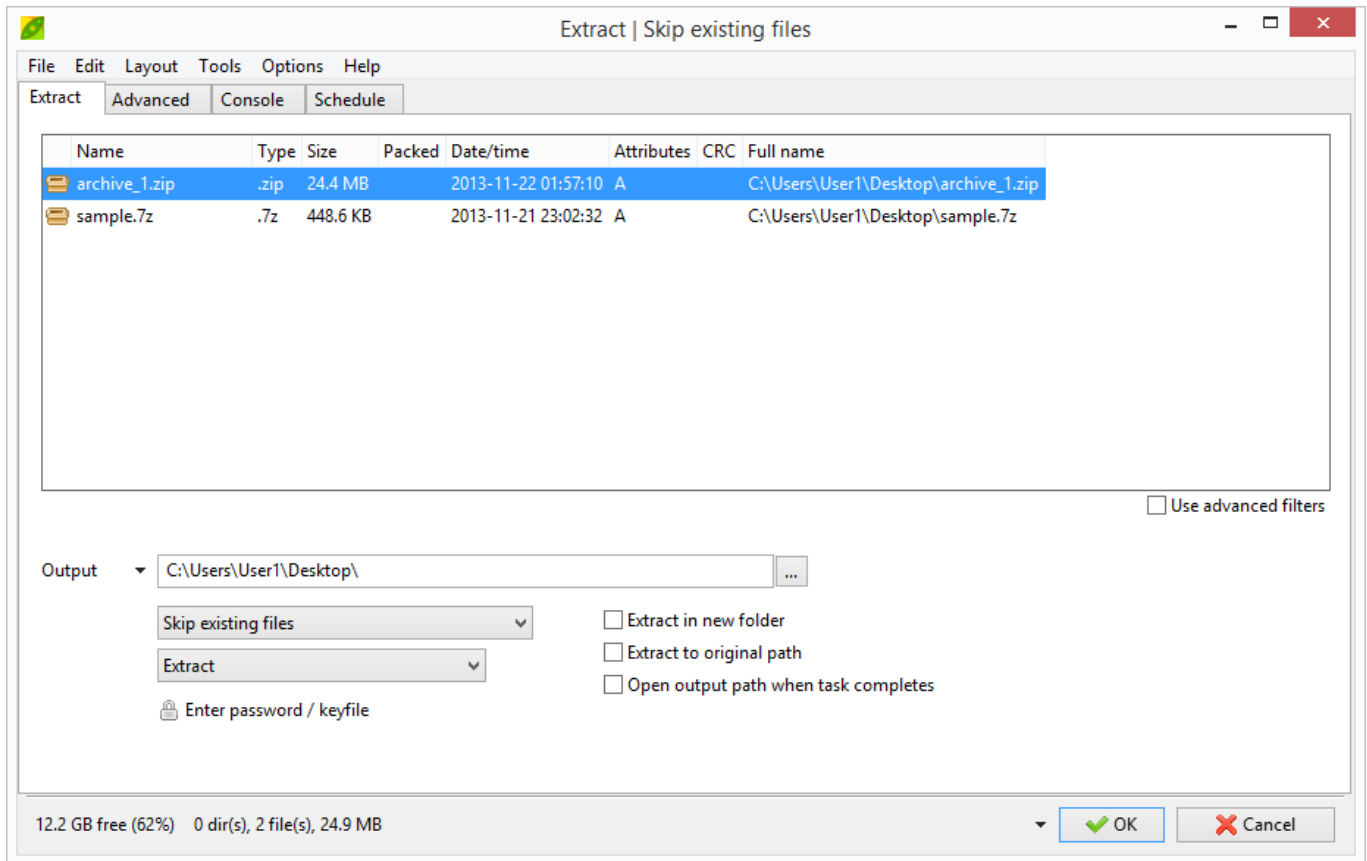 Extract | Skip existing files
File Edit Layout Tools Options Help
Extract Advanced Console Schedule
Name Type Size Packed Date/time Attributes CRC Full name
archive_1.zip .zip 24.4 MB 2013-11-22 01:57:10 A C:\Users\User1\Desktop\archive_1.zip
sample.7z .7z 448.6 KB 2013-11-21 23:02:32 A C:\Users\User1\Desktop\sample.7z
Use advanced filters
Output C:\Users\User1\Desktop\ ...
Skip existing files Extract in new folder
Extract Extract to original path
Open output path when task completes
Enter password / keyfile
12.2 GB free (62%) 0 dir(s), 2 file(s), 24.9 MB OK Cancel